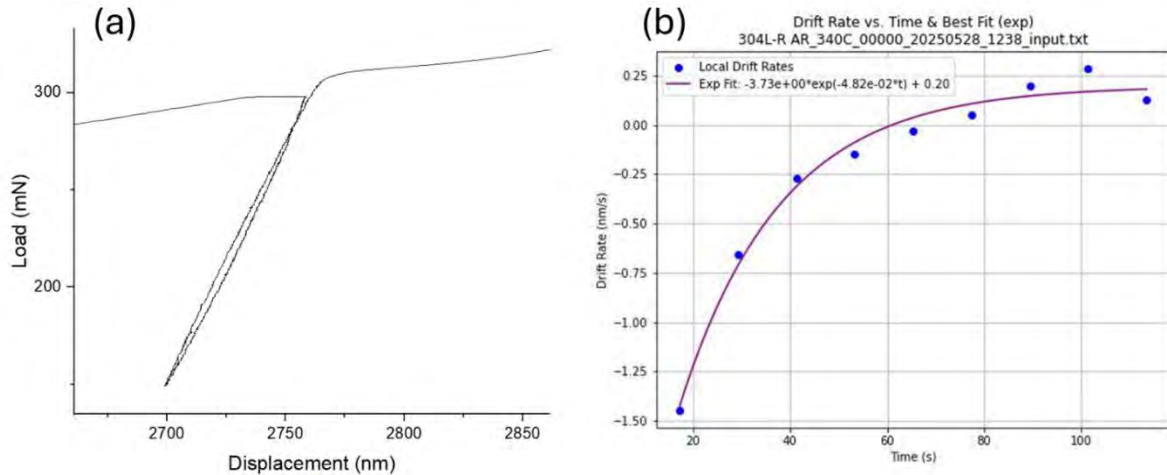 (a)
300
200
Load (mN)
2700
2750
2800
2850
Displacement (nm)
(b)
Drift Rate vs. Time & Best Fit (exp)
304L-R AR_340C_00000_20250528_1238_input.txt
Local Drift Rates
Exp Fit: -3.73e+00*exp(-4.82e-02*t) + 0.20
0.25
0.00
−0.25
−0.50
−0.75
−1.00
−1.25
−1.50
Drift Rate (nm/s)
20
40
60
80
100
Time (s)